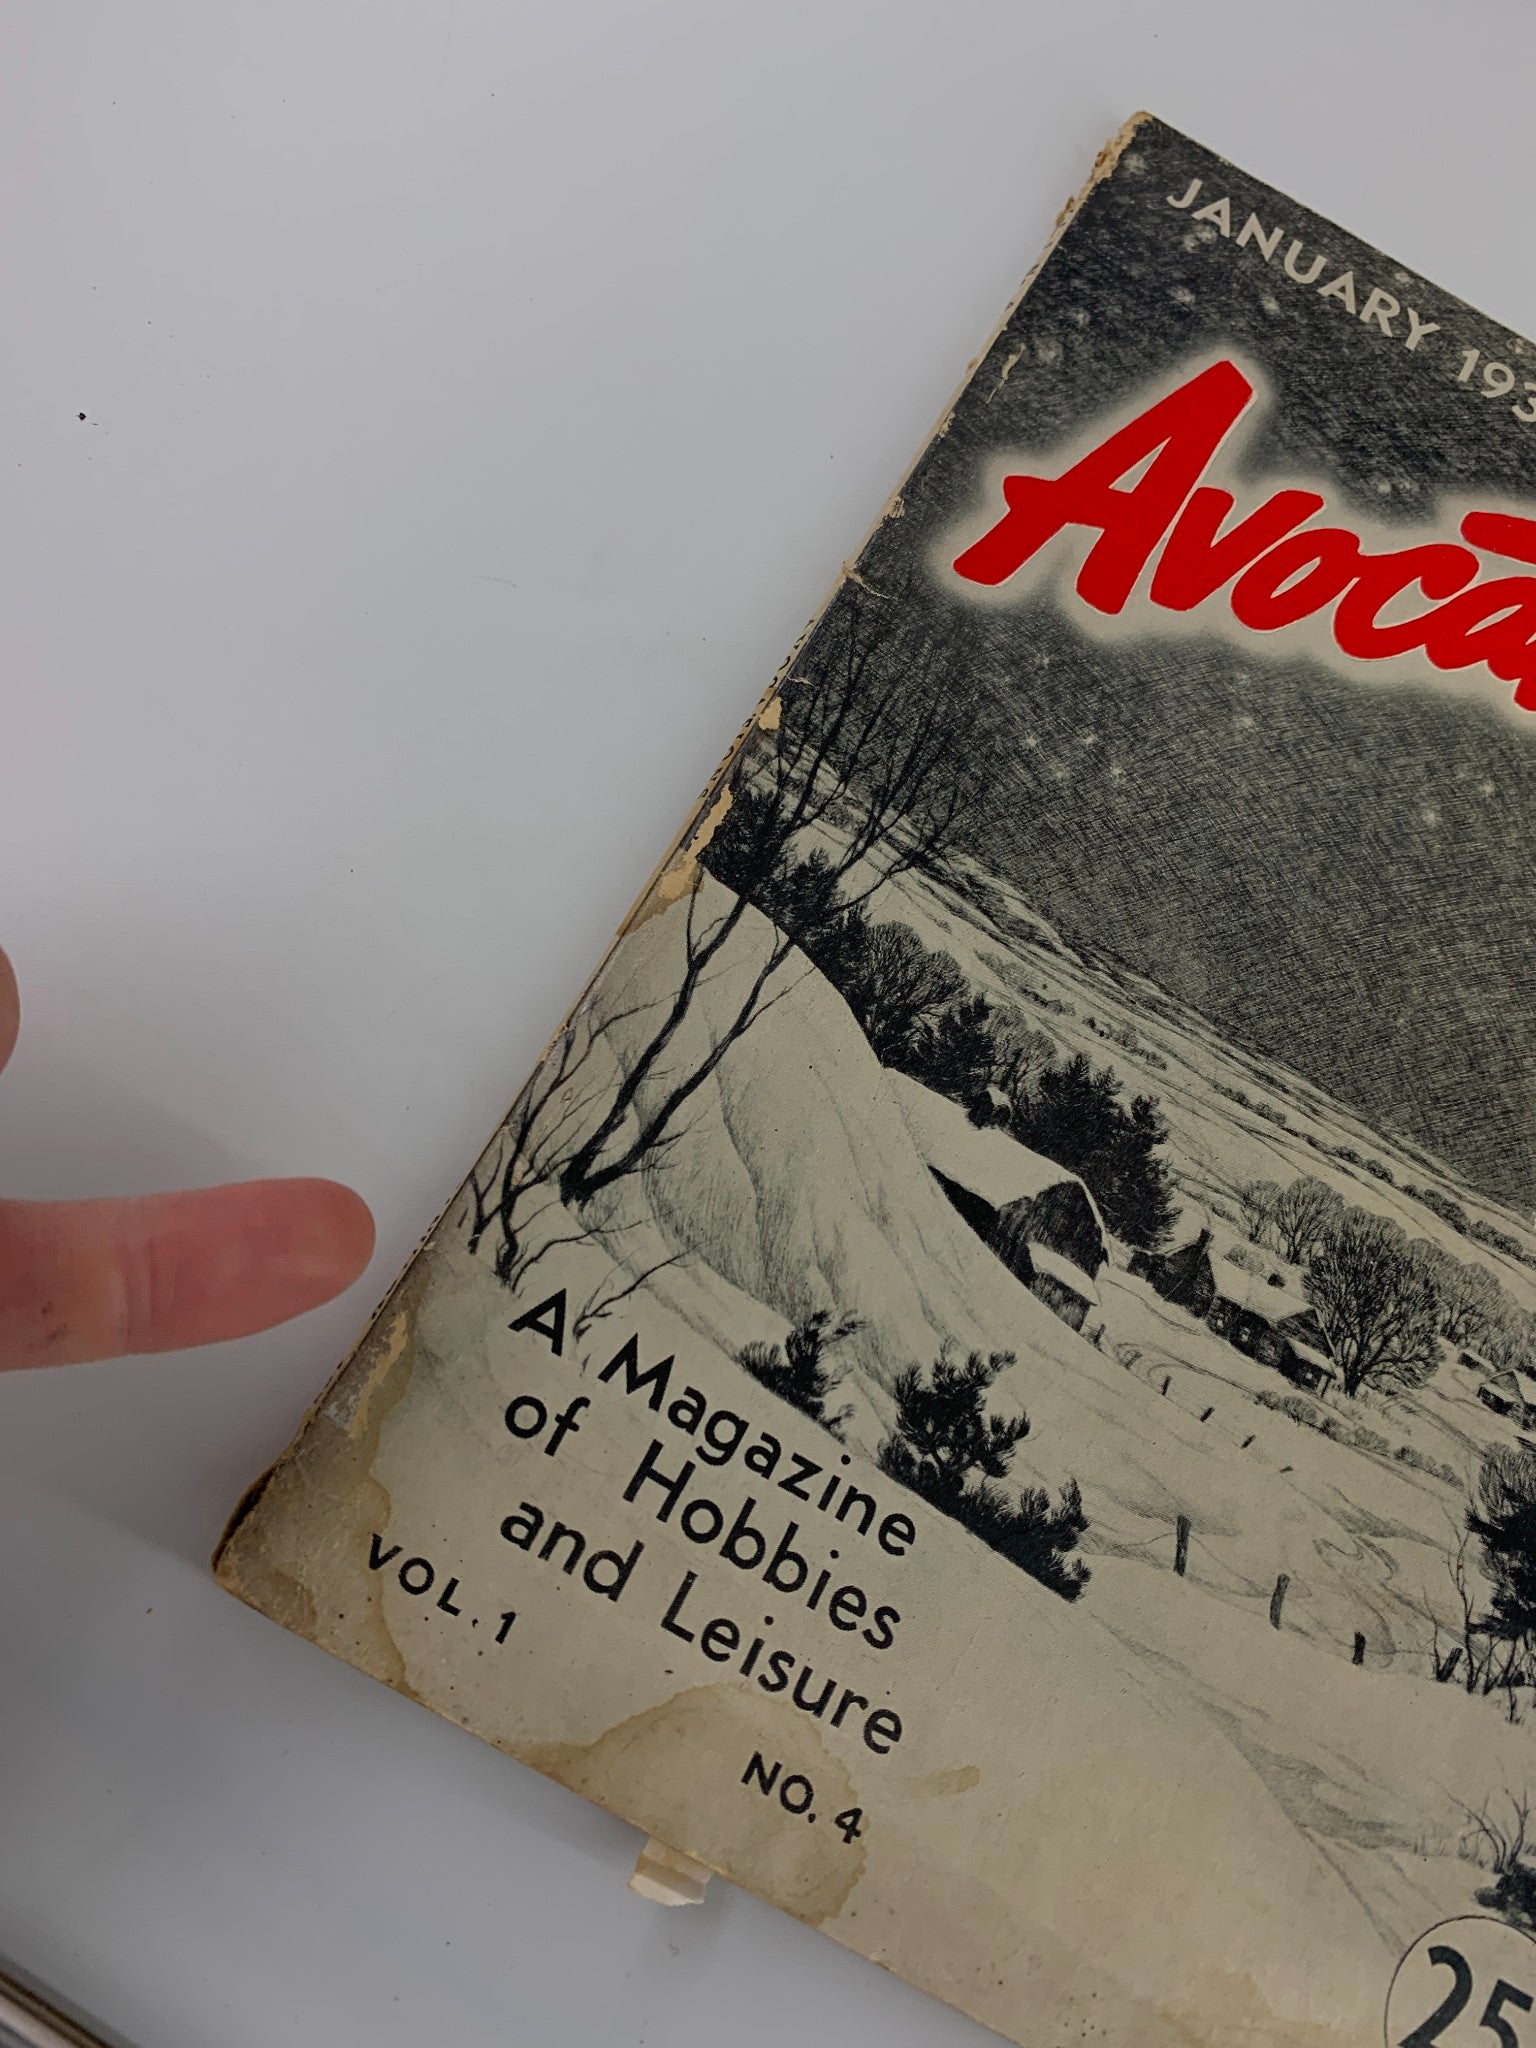 JANUARY 193
Avoca
A Magazine
of Hobbies
and Leisure
VOL. 1
NO. 4
25